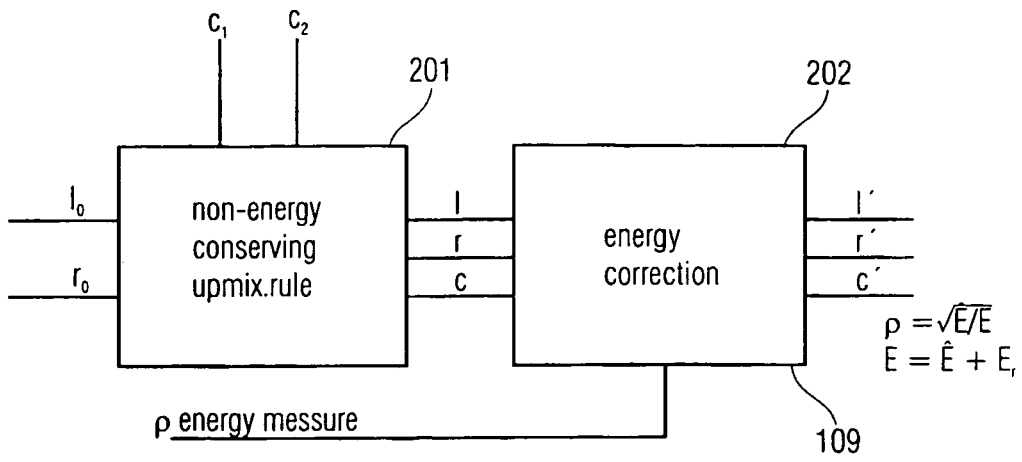 c₁ c₂
201
202
l₀
r₀
non-energy
conserving
upmix.rule
l
r
c
energy
correction
l´
r´
c´
ρ = √Ê/E
E = Ê + Eᵣ
ρ energy messure
109